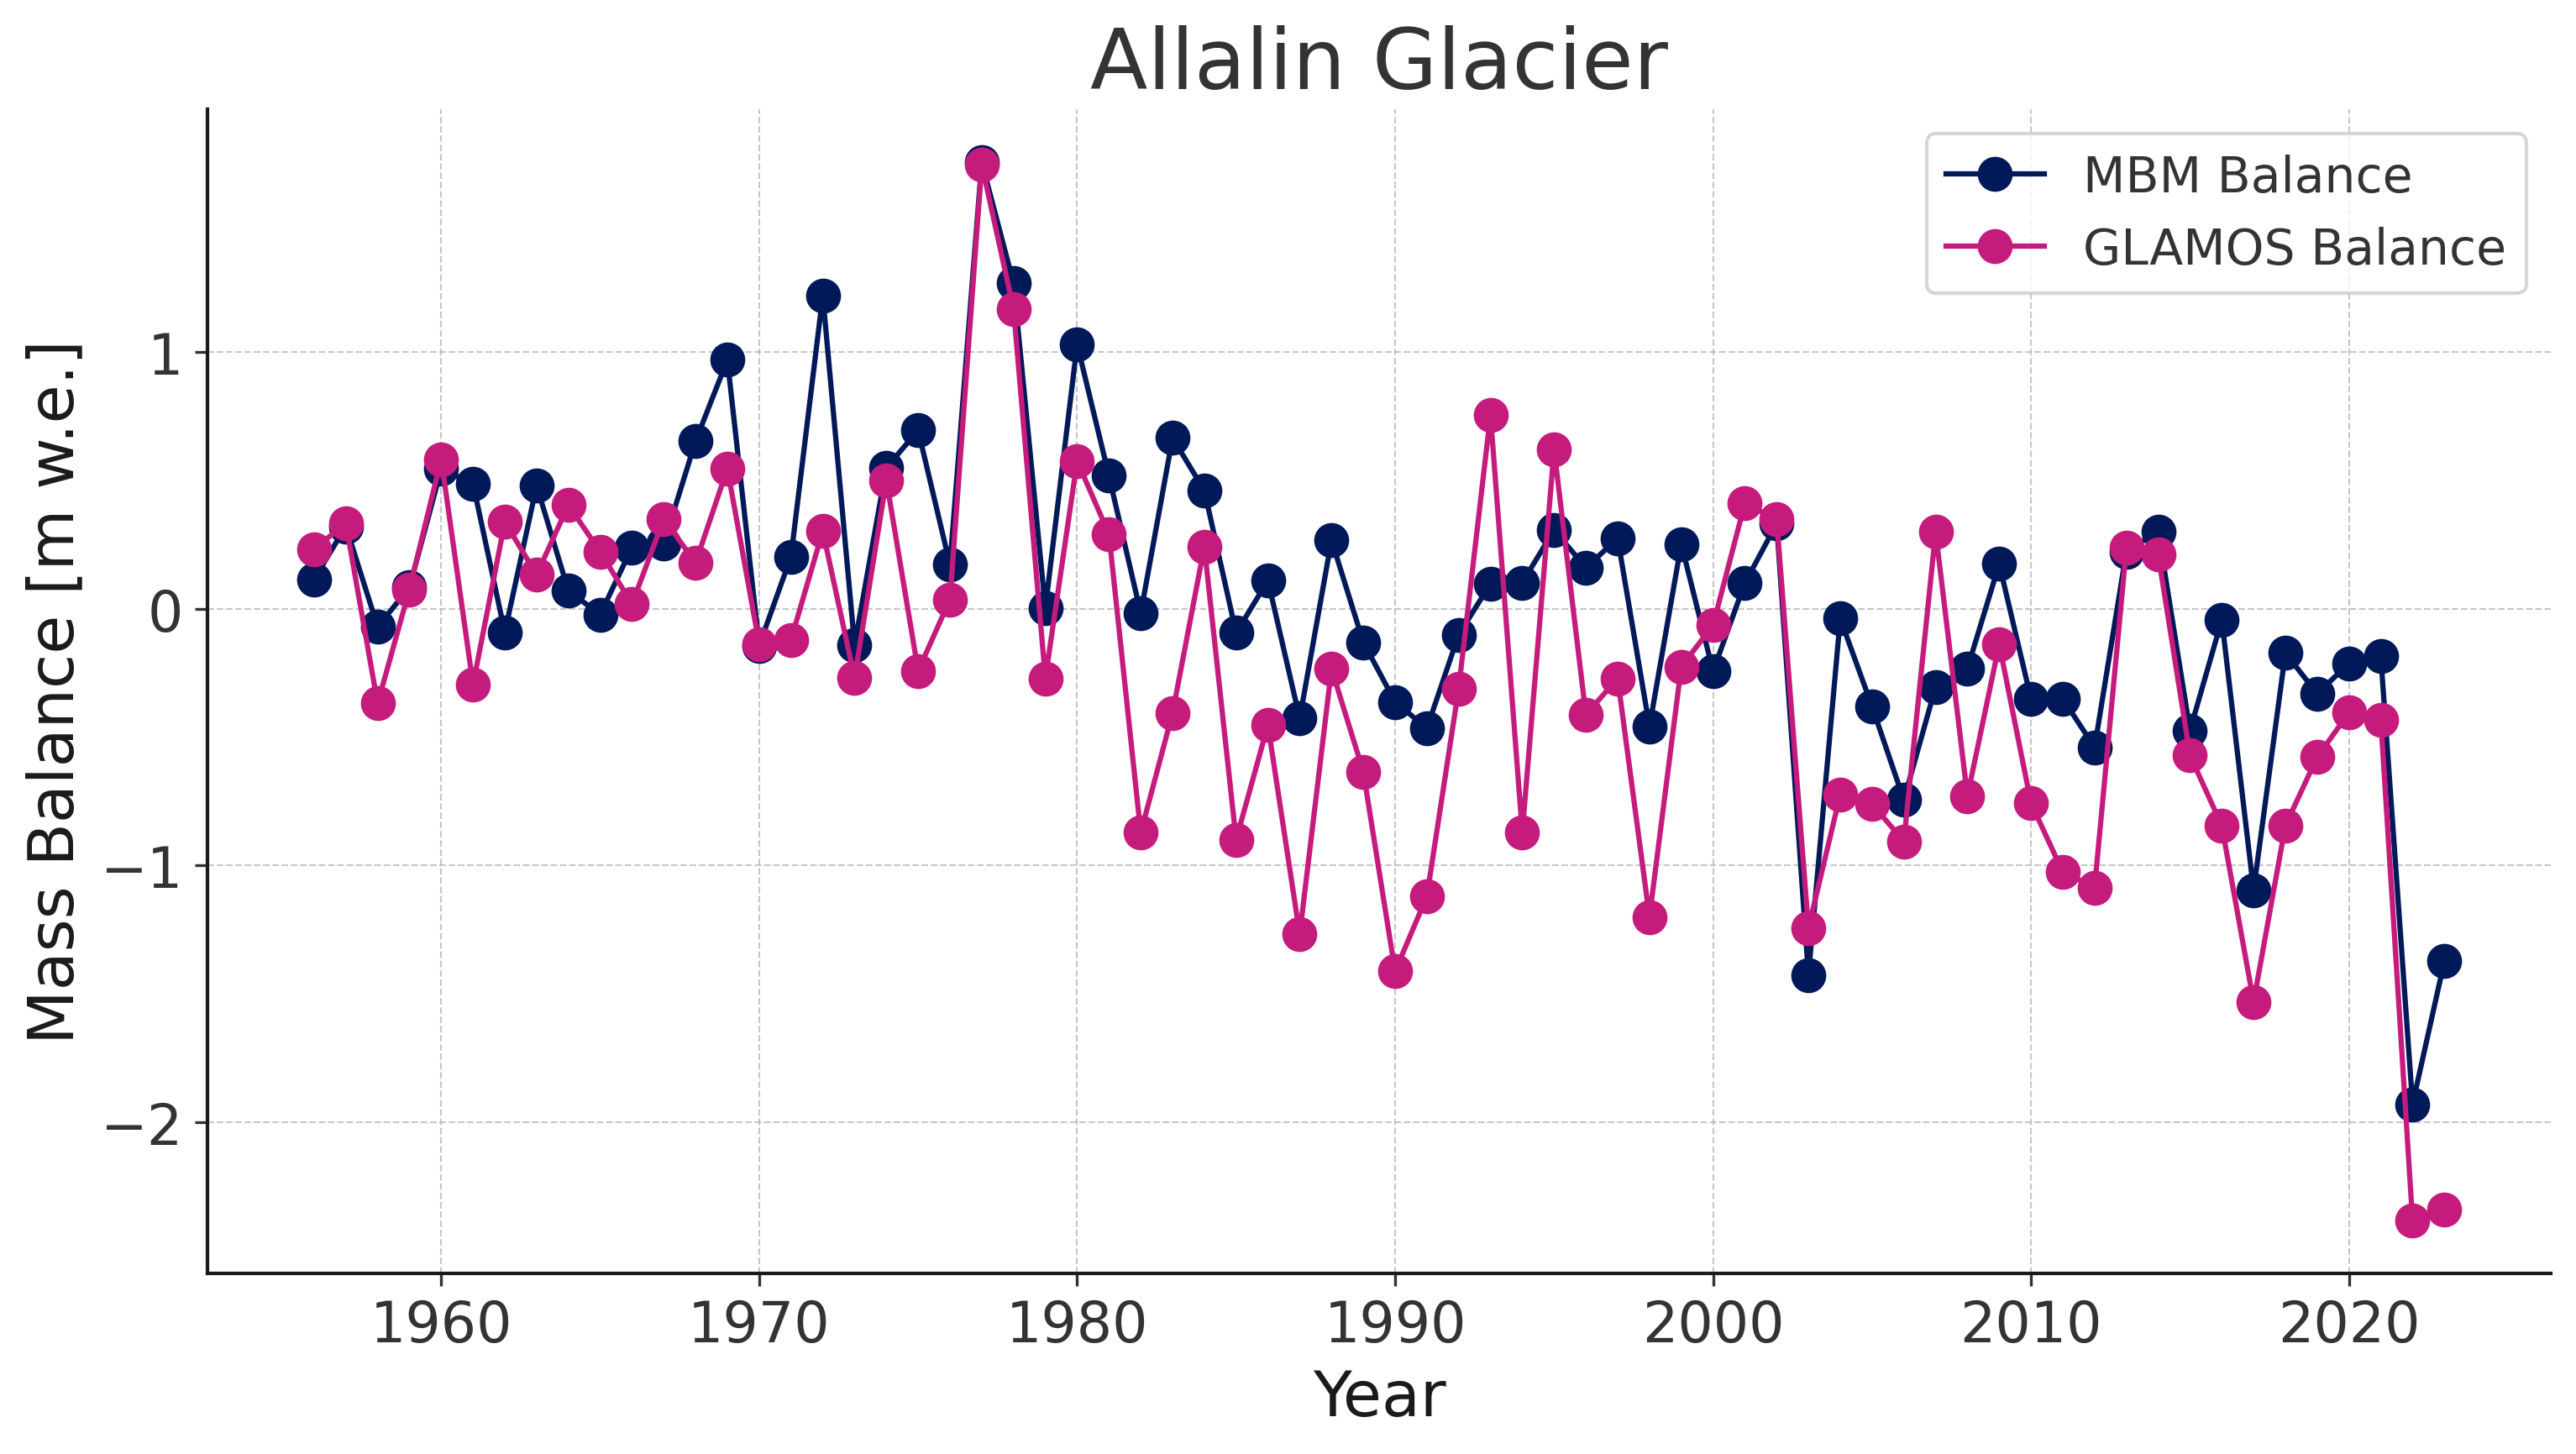 Allalin Glacier
MBM Balance
GLAMOS Balance
Mass Balance [m w.e.]
1
0
−1
−2
1960 1970 1980 1990 2000 2010 2020
Year